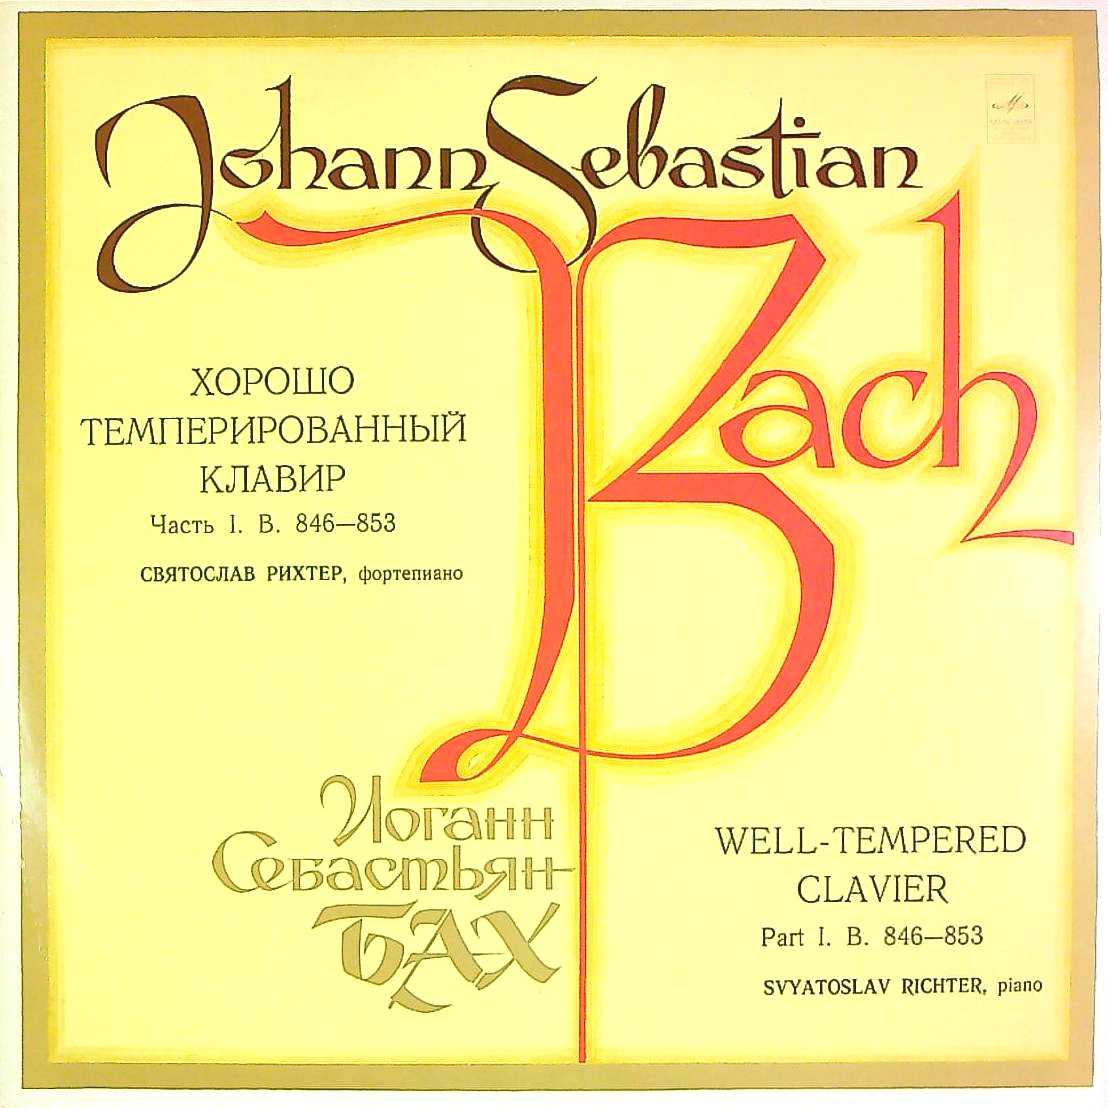 Johann Sebastian
Bach
ХОРОШО
ТЕМПЕРИРОВАННЫЙ
КЛАВИР
Часть I. В. 846—853
СВЯТОСЛАВ РИХТЕР, фортепиано
Иоганн
Себастьян
БАХ
WELL-TEMPERED
CLAVIER
Part I. B. 846—853
SVYATOSLAV RICHTER, piano